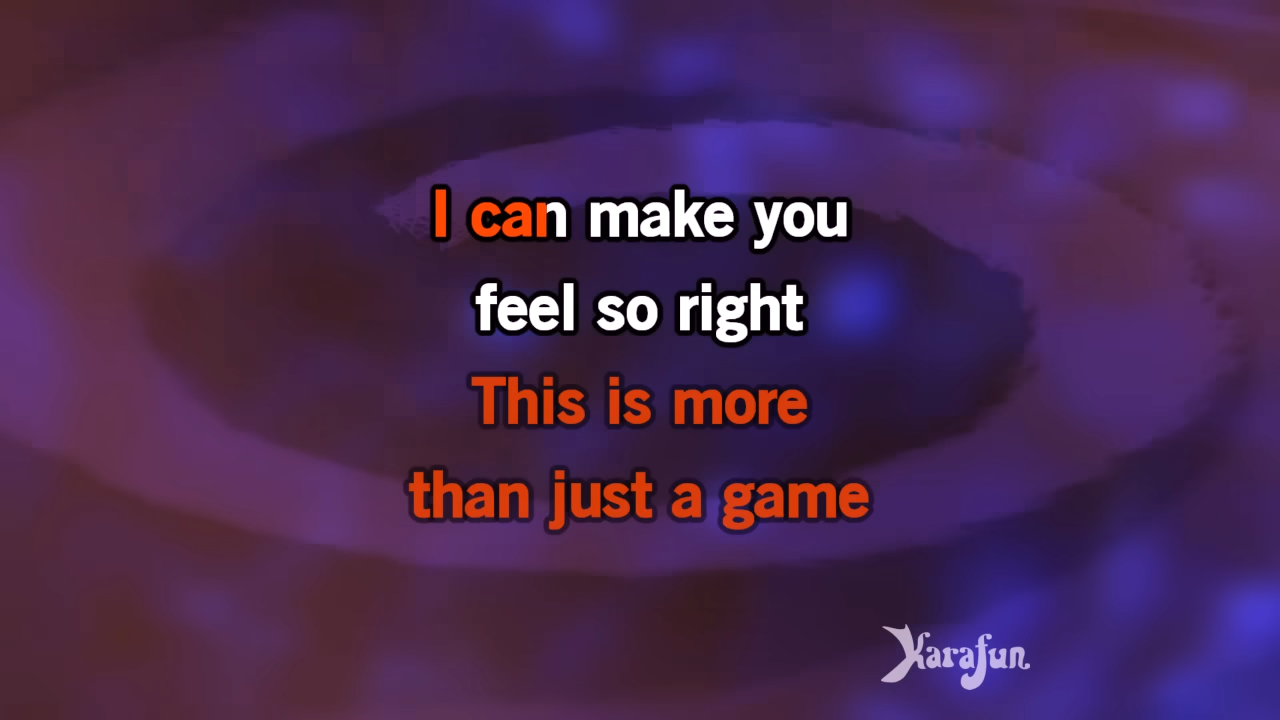 I can make you
feel so right
This is more
than just a game
Karafun